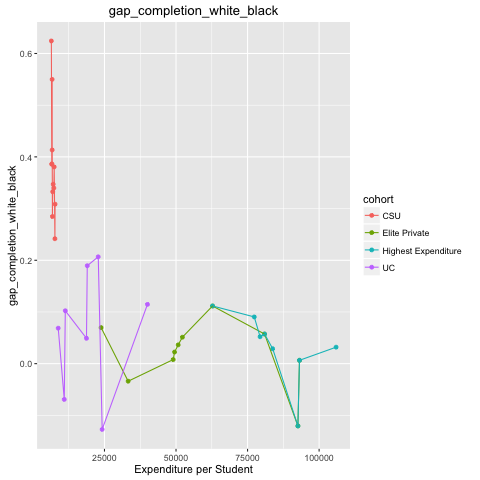 gap_completion_white_black
gap_completion_white_black
0.6
0.4
0.2
0.0
25000
50000
75000
100000
Expenditure per Student
cohort
CSU
Elite Private
Highest Expenditure
UC